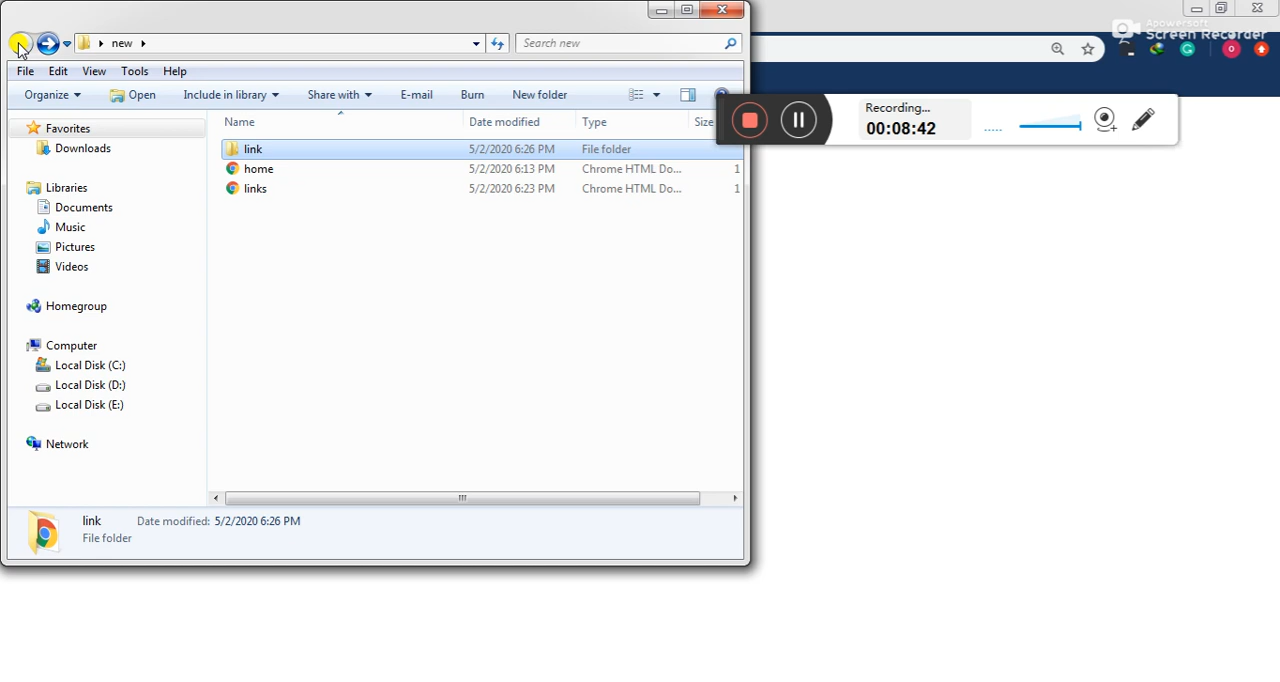 Apowersoft
Screen Recorder
new
Search new
File Edit View Tools Help
Organize Open Include in library Share with E-mail Burn New folder
Recording...
00:08:42
Name Date modified Type Size
Favorites
Downloads
Libraries
Documents
Music
Pictures
Videos
Homegroup
Computer
Local Disk (C:)
Local Disk (D:)
Local Disk (E:)
Network
link 5/2/2020 6:26 PM File folder
home 5/2/2020 6:13 PM Chrome HTML Do... 1
links 5/2/2020 6:23 PM Chrome HTML Do... 1
link Date modified: 5/2/2020 6:26 PM
File folder